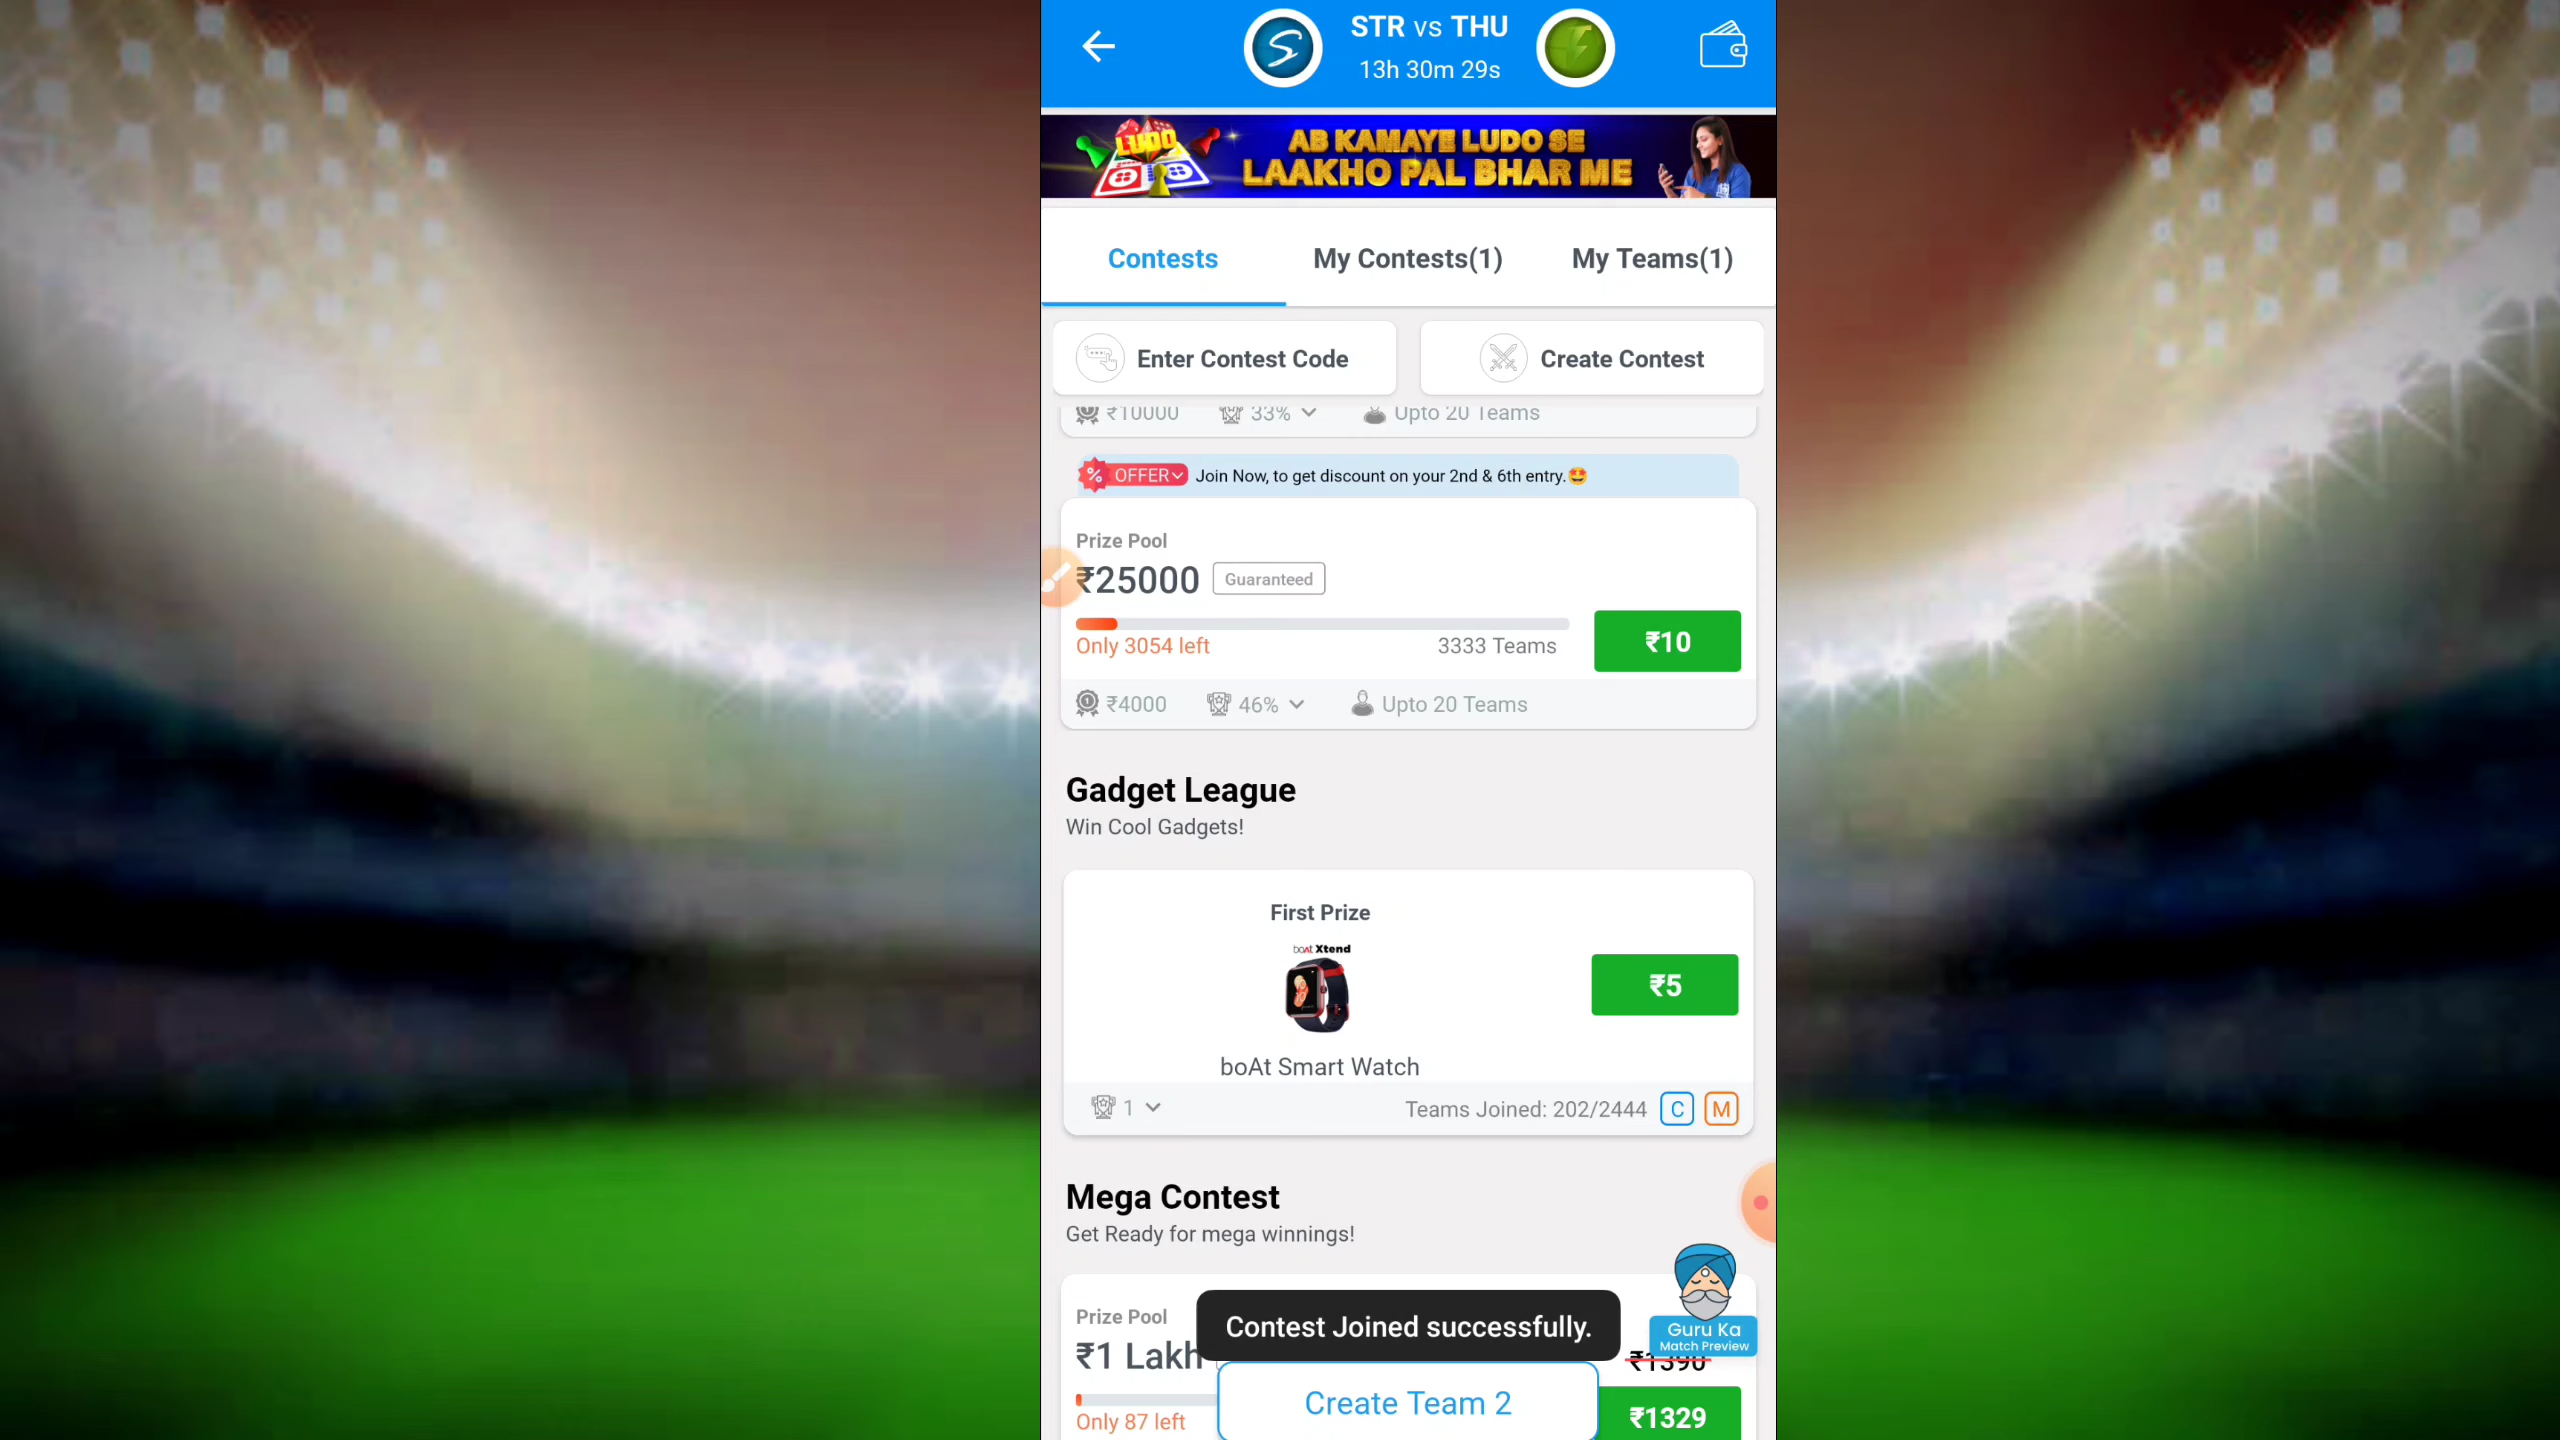 STR vs THU
13h 30m 29s
LUDO
AB KAMAYE LUDO SE
LAAKHO PAL BHAR ME
Contests
My Contests(1)
My Teams(1)
Enter Contest Code
Create Contest
₹10000 33% Upto 20 Teams
% OFFER Join Now, to get discount on your 2nd & 6th entry.🤩
Prize Pool
₹25000 Guaranteed
Only 3054 left 3333 Teams ₹10
₹4000 46% Upto 20 Teams
Gadget League
Win Cool Gadgets!
First Prize
boAt Xtend
₹5
boAt Smart Watch
1 Teams Joined: 202/2444 C M
Mega Contest
Get Ready for mega winnings!
Prize Pool
Contest Joined successfully.
Guru Ka
Match Preview
₹1 Lakh
₹1390
Create Team 2
Only 87 left
₹1329